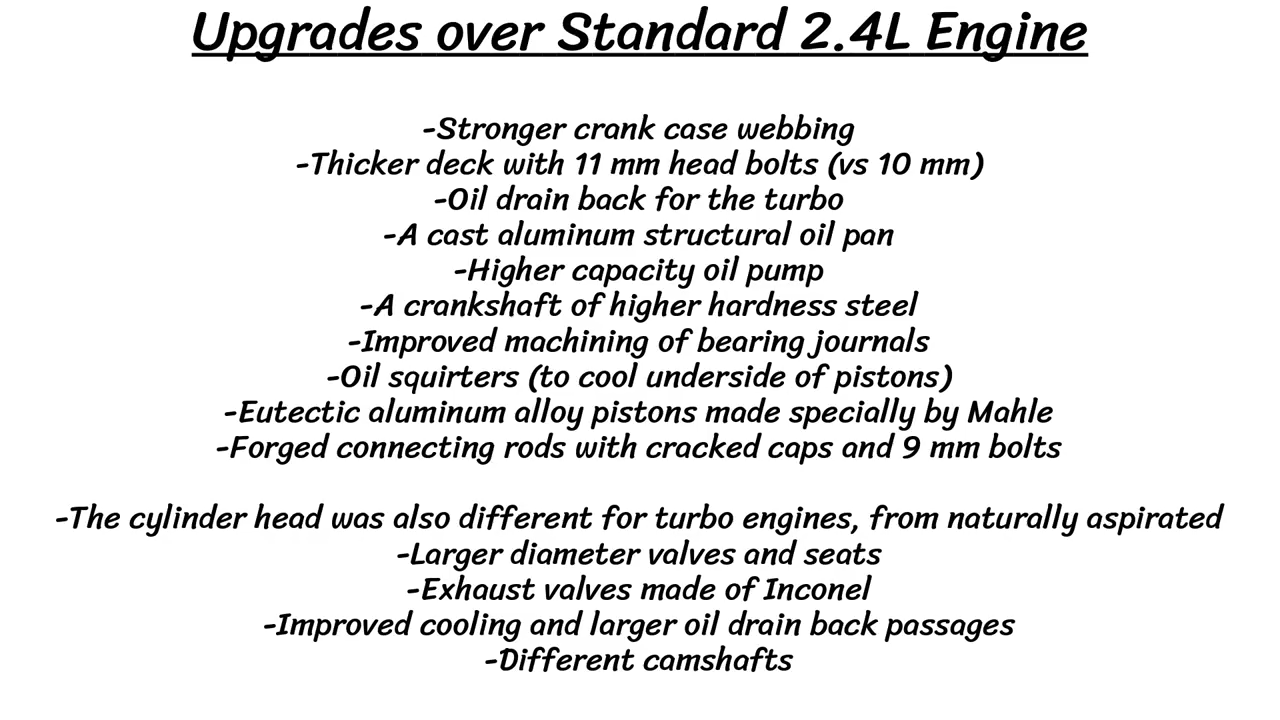 Upgrades over Standard 2.4L Engine
-Stronger crank case webbing
-Thicker deck with 11 mm head bolts (vs 10 mm)
-Oil drain back for the turbo
-A cast aluminum structural oil pan
-Higher capacity oil pump
-A crankshaft of higher hardness steel
-Improved machining of bearing journals
-Oil squirters (to cool underside of pistons)
-Eutectic aluminum alloy pistons made specially by Mahle
-Forged connecting rods with cracked caps and 9 mm bolts
-The cylinder head was also different for turbo engines, from naturally aspirated
-Larger diameter valves and seats
-Exhaust valves made of Inconel
-Improved cooling and larger oil drain back passages
-Different camshafts